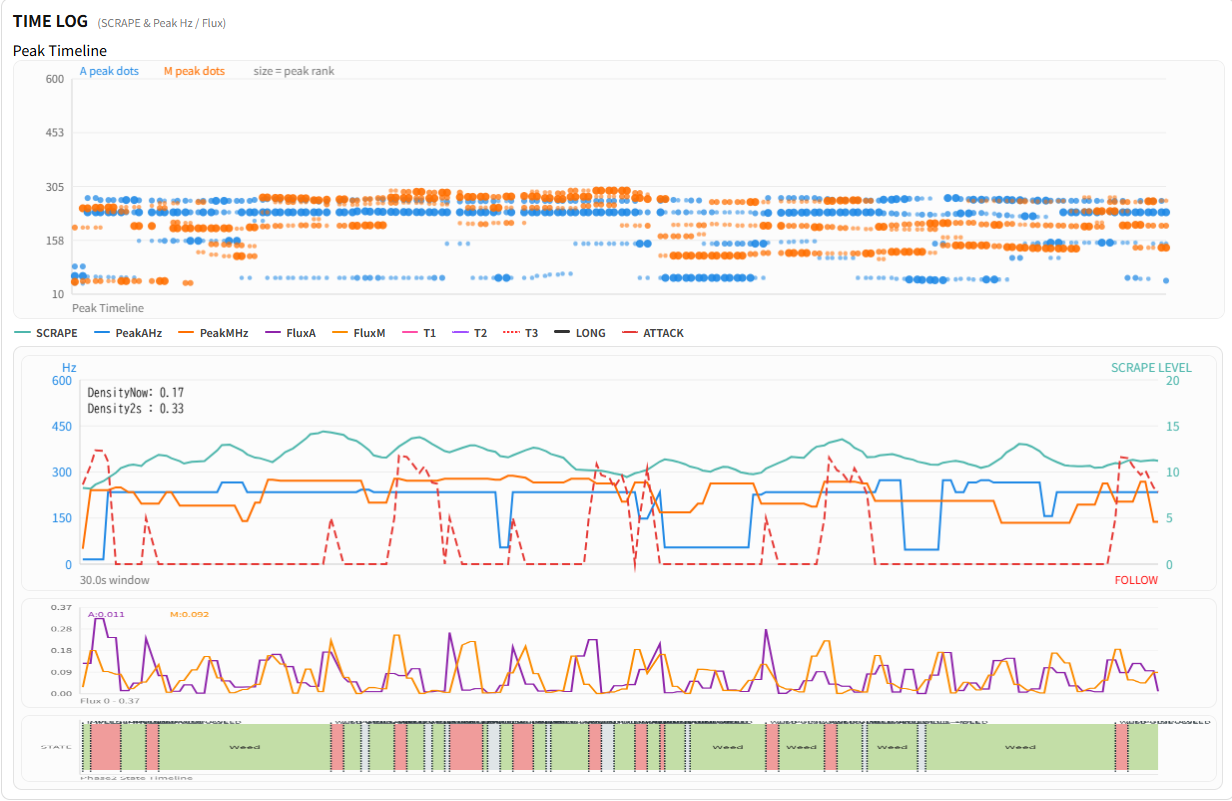 TIME LOG (SCRAPE & Peak Hz / Flux)
Peak Timeline
A peak dots M peak dots size = peak rank
600
453
305
158
10
Peak Timeline
SCRAPE PeakAHz PeakMHz FluxA FluxM T1 T2 T3 LONG ATTACK
Hz SCRAPE LEVEL
600 20
DensityNow: 0.17
Density2s : 0.33
450 15
300 10
150 5
0 0
30.0s window FOLLOW
0.37
A:0.011 M:0.092
0.28
0.18
0.09
0.00
Flux 0 - 0.37
STATE Weed Weed Weed Weed Weed
Phase2 State Timeline